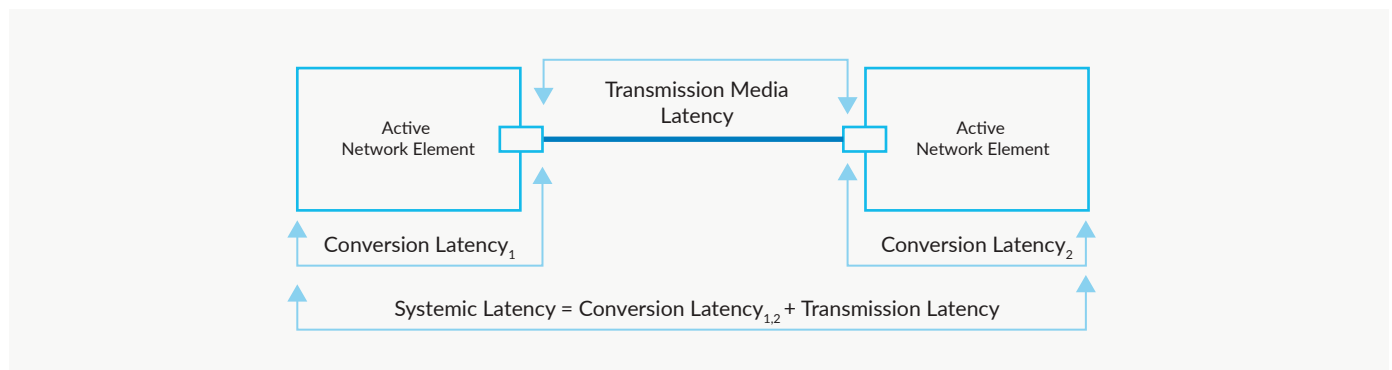 Transmission Media
Latency
Active
Network Element
Active
Network Element
Conversion Latency1
Conversion Latency2
Systemic Latency = Conversion Latency1,2 + Transmission Latency